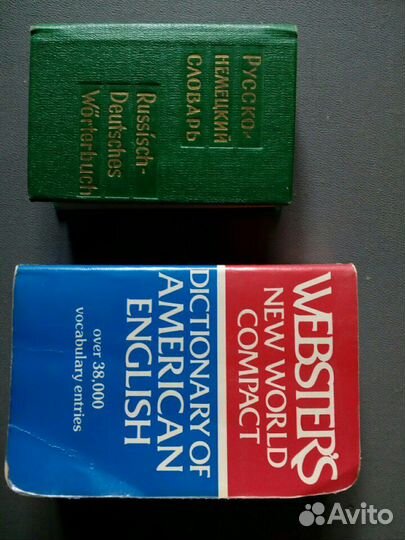 РУССКО-
НЕМЕЦКИЙ
СЛОВАРЬ
Russisch-
Deutsches
Wörterbuch
WEBSTER'S
NEW WORLD
COMPACT
DICTIONARY OF
AMERICAN
ENGLISH
over 38,000
vocabulary entries
Avito